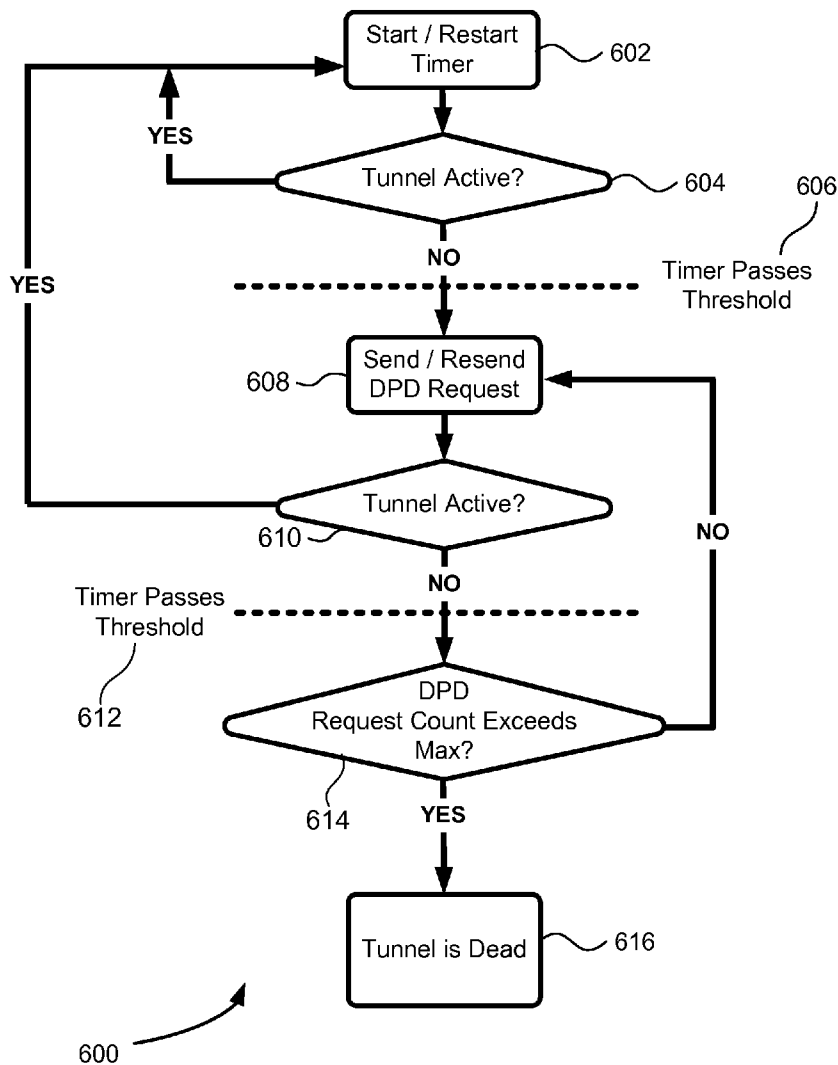 Start / Restart
Timer
602
YES
Tunnel Active?
604
606
NO
Timer Passes
Threshold
YES
Send / Resend
DPD Request
608
Tunnel Active?
610
NO
NO
Timer Passes
Threshold
612
DPD
Request Count Exceeds
Max?
614
YES
Tunnel is Dead
616
600